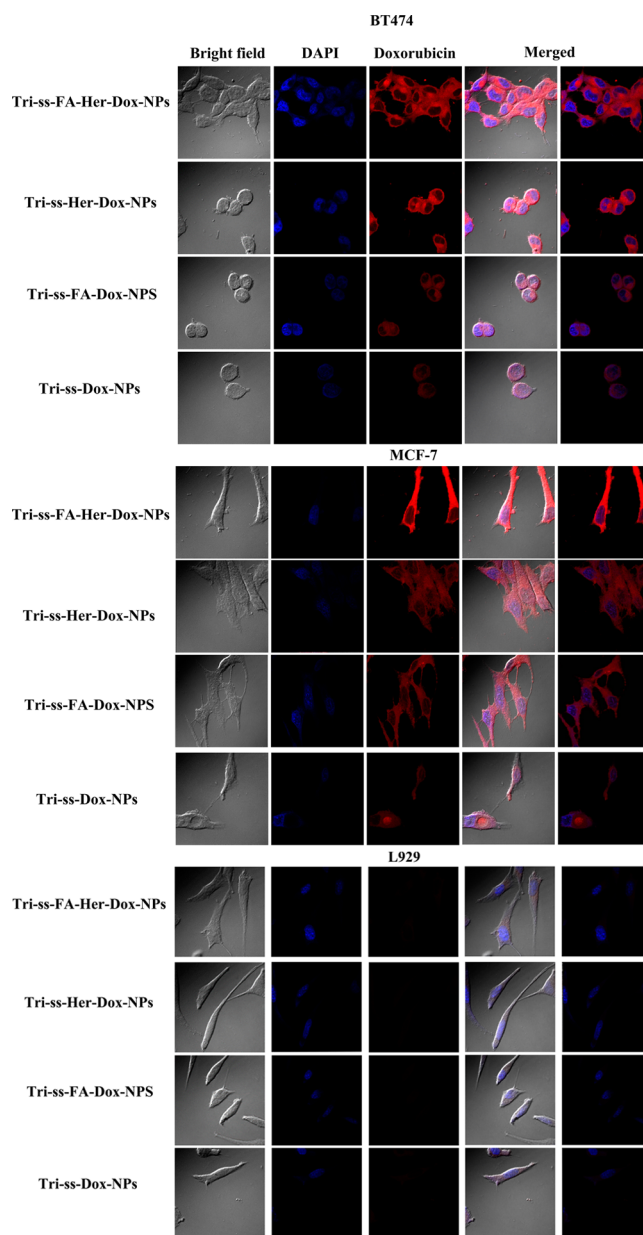 BT474
Bright field DAPI Doxorubicin Merged
Tri-ss-FA-Her-Dox-NPs
Tri-ss-Her-Dox-NPs
Tri-ss-FA-Dox-NPS
Tri-ss-Dox-NPs
MCF-7
Tri-ss-FA-Her-Dox-NPs
Tri-ss-Her-Dox-NPs
Tri-ss-FA-Dox-NPS
Tri-ss-Dox-NPs
L929
Tri-ss-FA-Her-Dox-NPs
Tri-ss-Her-Dox-NPs
Tri-ss-FA-Dox-NPS
Tri-ss-Dox-NPs